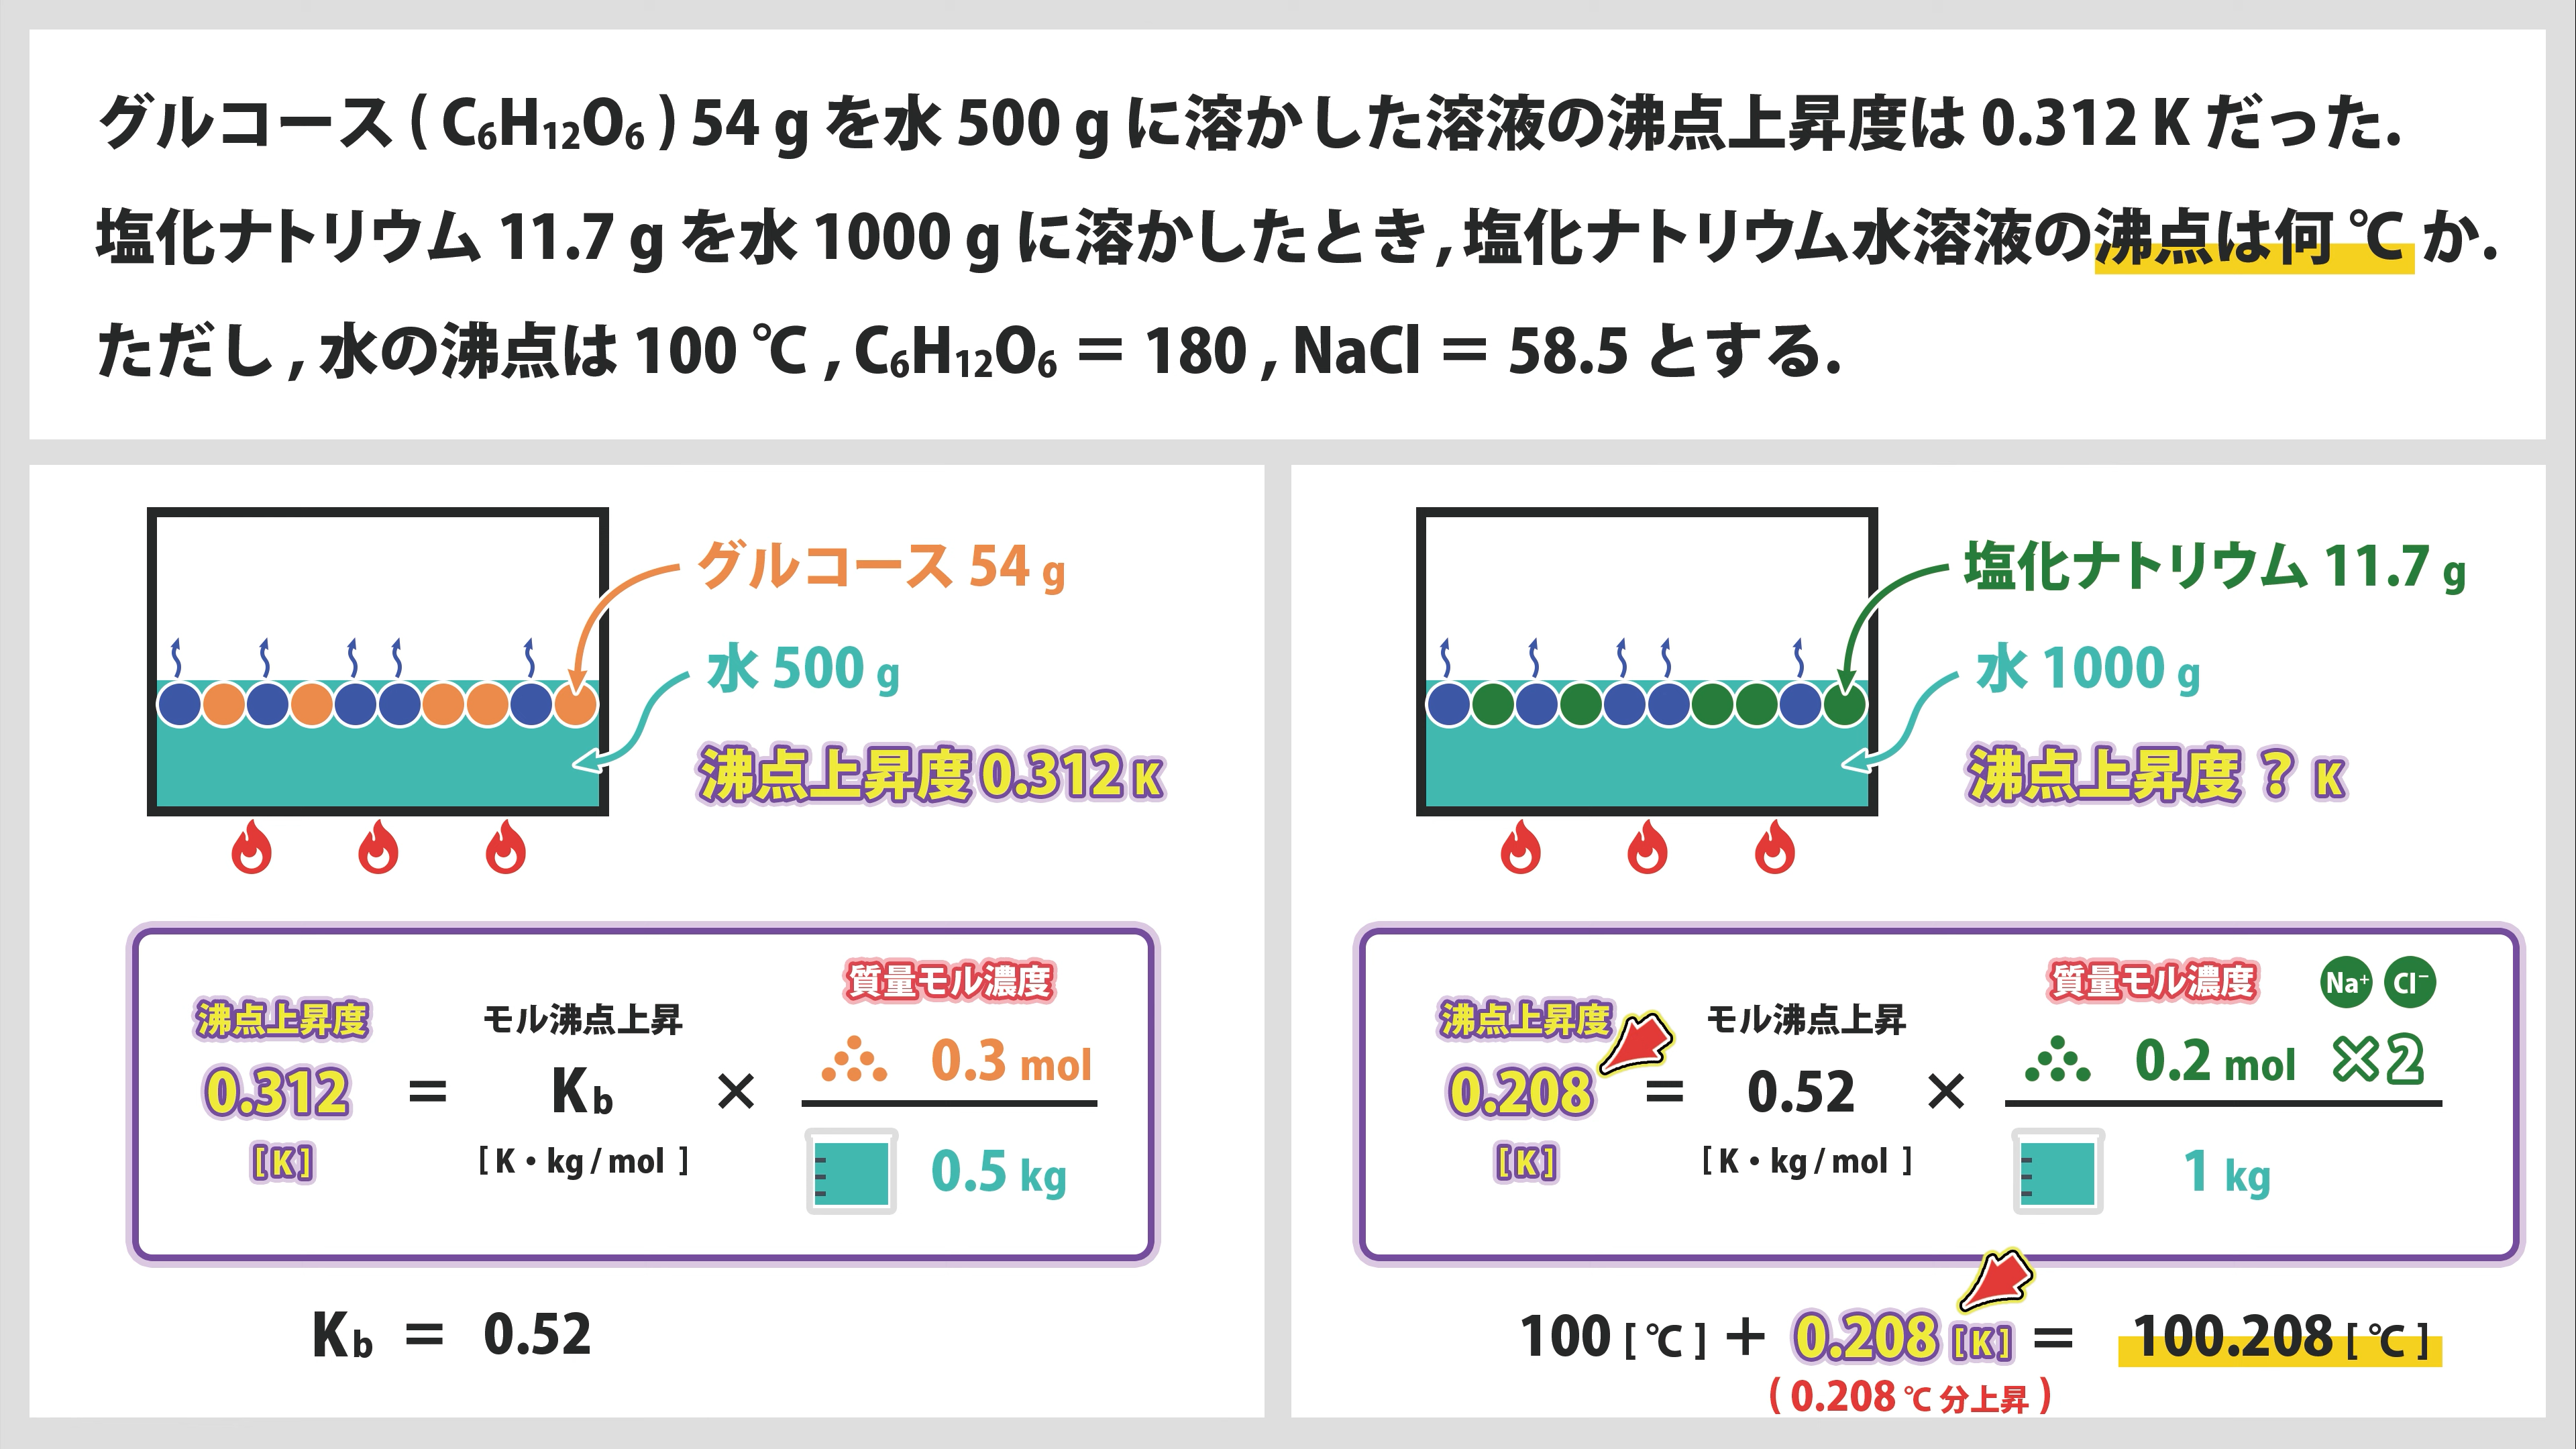 グルコース ( C₆H₁₂O₆ ) 54 g を水 500 g に溶かした溶液の沸点上昇度は 0.312 K だった.
塩化ナトリウム 11.7 g を水 1000 g に溶かしたとき , 塩化ナトリウム水溶液の沸点は何 ℃ か.
ただし , 水の沸点は 100 ℃ , C₆H₁₂O₆ = 180 , NaCl = 58.5 とする.
グルコース 54 g
水 500 g
沸点上昇度 0.312 K
質量モル濃度
沸点上昇度 モル沸点上昇
0.3 mol
0.312 = Kb ×
[ K ] [ K・kg / mol ]
0.5 kg
Kb = 0.52
塩化ナトリウム 11.7 g
水 1000 g
沸点上昇度 ? K
質量モル濃度 Na⁺ Cl⁻
沸点上昇度 モル沸点上昇
0.2 mol ×2
0.208 = 0.52 ×
[ K ] [ K・kg / mol ]
1 kg
100 [ ℃ ] + 0.208 [ K ] = 100.208 [ ℃ ]
( 0.208 ℃ 分上昇 )